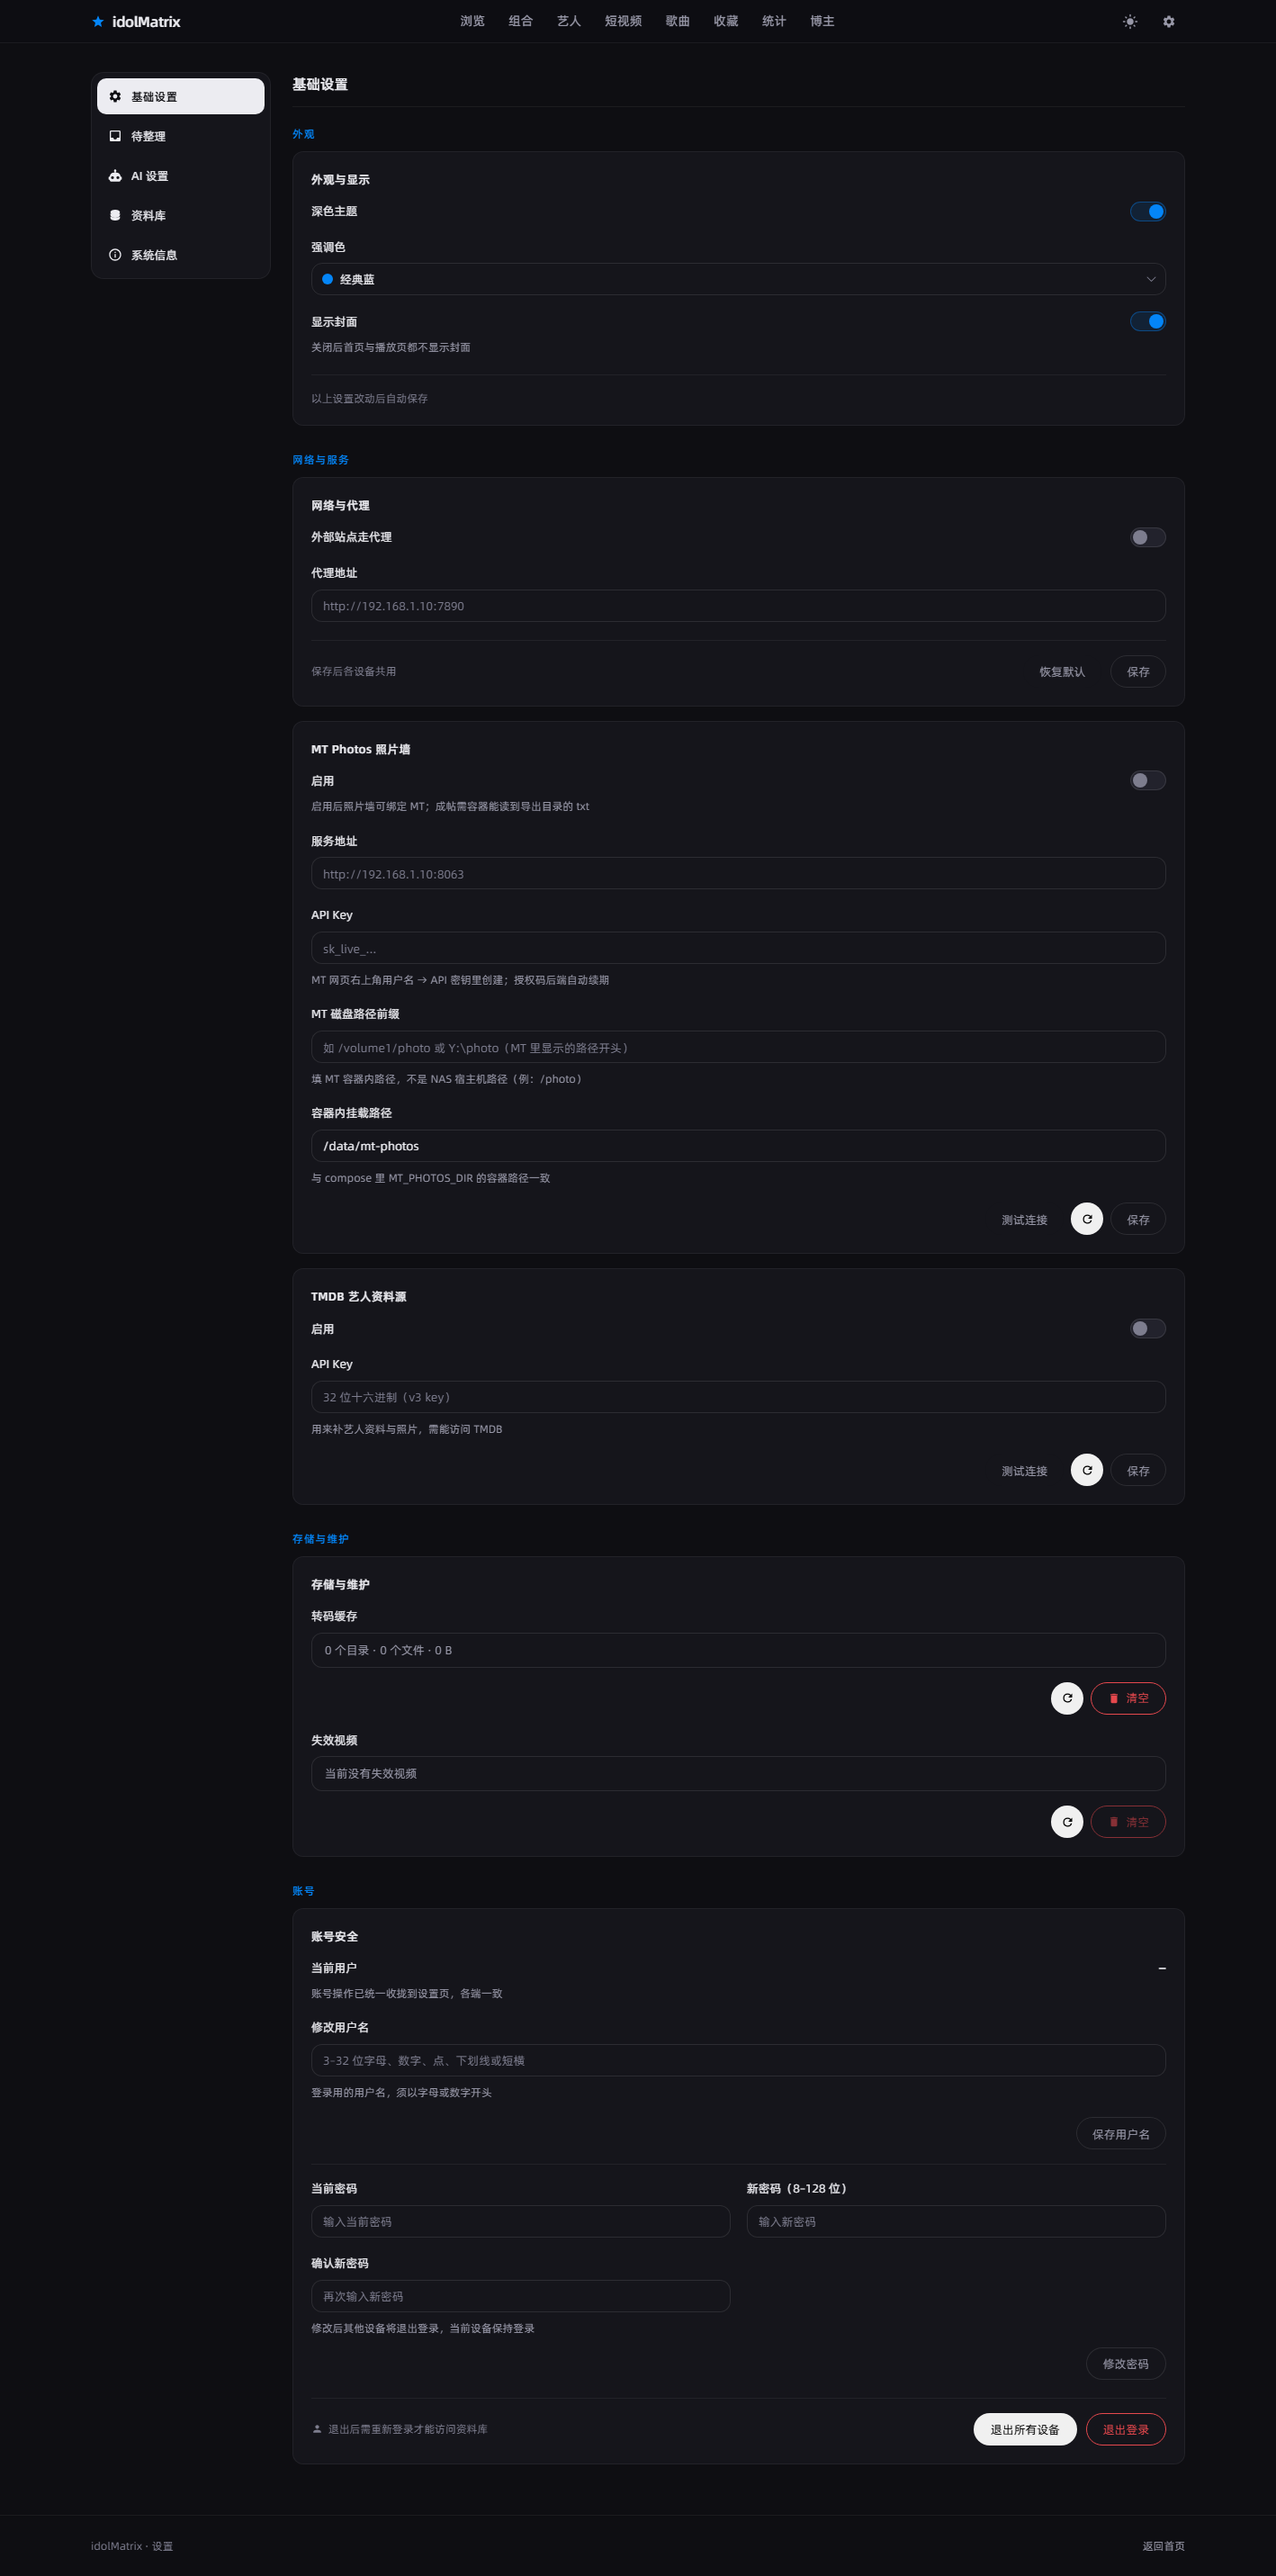 idolMatrix
浏览 组合 艺人 短视频 歌曲 收藏 统计 博主
基础设置
待整理
AI 设置
资料库
系统信息
基础设置
外观
外观与显示
深色主题
强调色
经典蓝
显示封面
关闭后首页与播放页都不显示封面
以上设置改动后自动保存
网络与服务
网络与代理
外部站点走代理
代理地址
http://192.168.1.10:7890
保存后各设备共用 恢复默认 保存
MT Photos 照片墙
启用
启用后照片墙可绑定 MT；成帖需容器能读到导出目录的 txt
服务地址
http://192.168.1.10:8063
API Key
sk_live_...
MT 网页右上角用户名 → API 密钥里创建；授权码后端自动续期
MT 磁盘路径前缀
如 /volume1/photo 或 Y:\photo（MT 里显示的路径开头）
填 MT 容器内路径，不是 NAS 宿主机路径（例：/photo）
容器内挂载路径
/data/mt-photos
与 compose 里 MT_PHOTOS_DIR 的容器路径一致
测试连接 保存
TMDB 艺人资料源
启用
API Key
32 位十六进制（v3 key）
用来补艺人资料与照片，需能访问 TMDB
测试连接 保存
存储与维护
存储与维护
转码缓存
0 个目录 · 0 个文件 · 0 B
清空
失效视频
当前没有失效视频
清空
账号
账号安全
当前用户 —
账号操作已统一收拢到设置页，各端一致
修改用户名
3-32 位字母、数字、点、下划线或短横
登录用的用户名，须以字母或数字开头
保存用户名
当前密码 新密码（8-128 位）
输入当前密码 输入新密码
确认新密码
再次输入新密码
修改后其他设备将退出登录，当前设备保持登录
修改密码
退出后需重新登录才能访问资料库 退出所有设备 退出登录
idolMatrix · 设置 返回首页